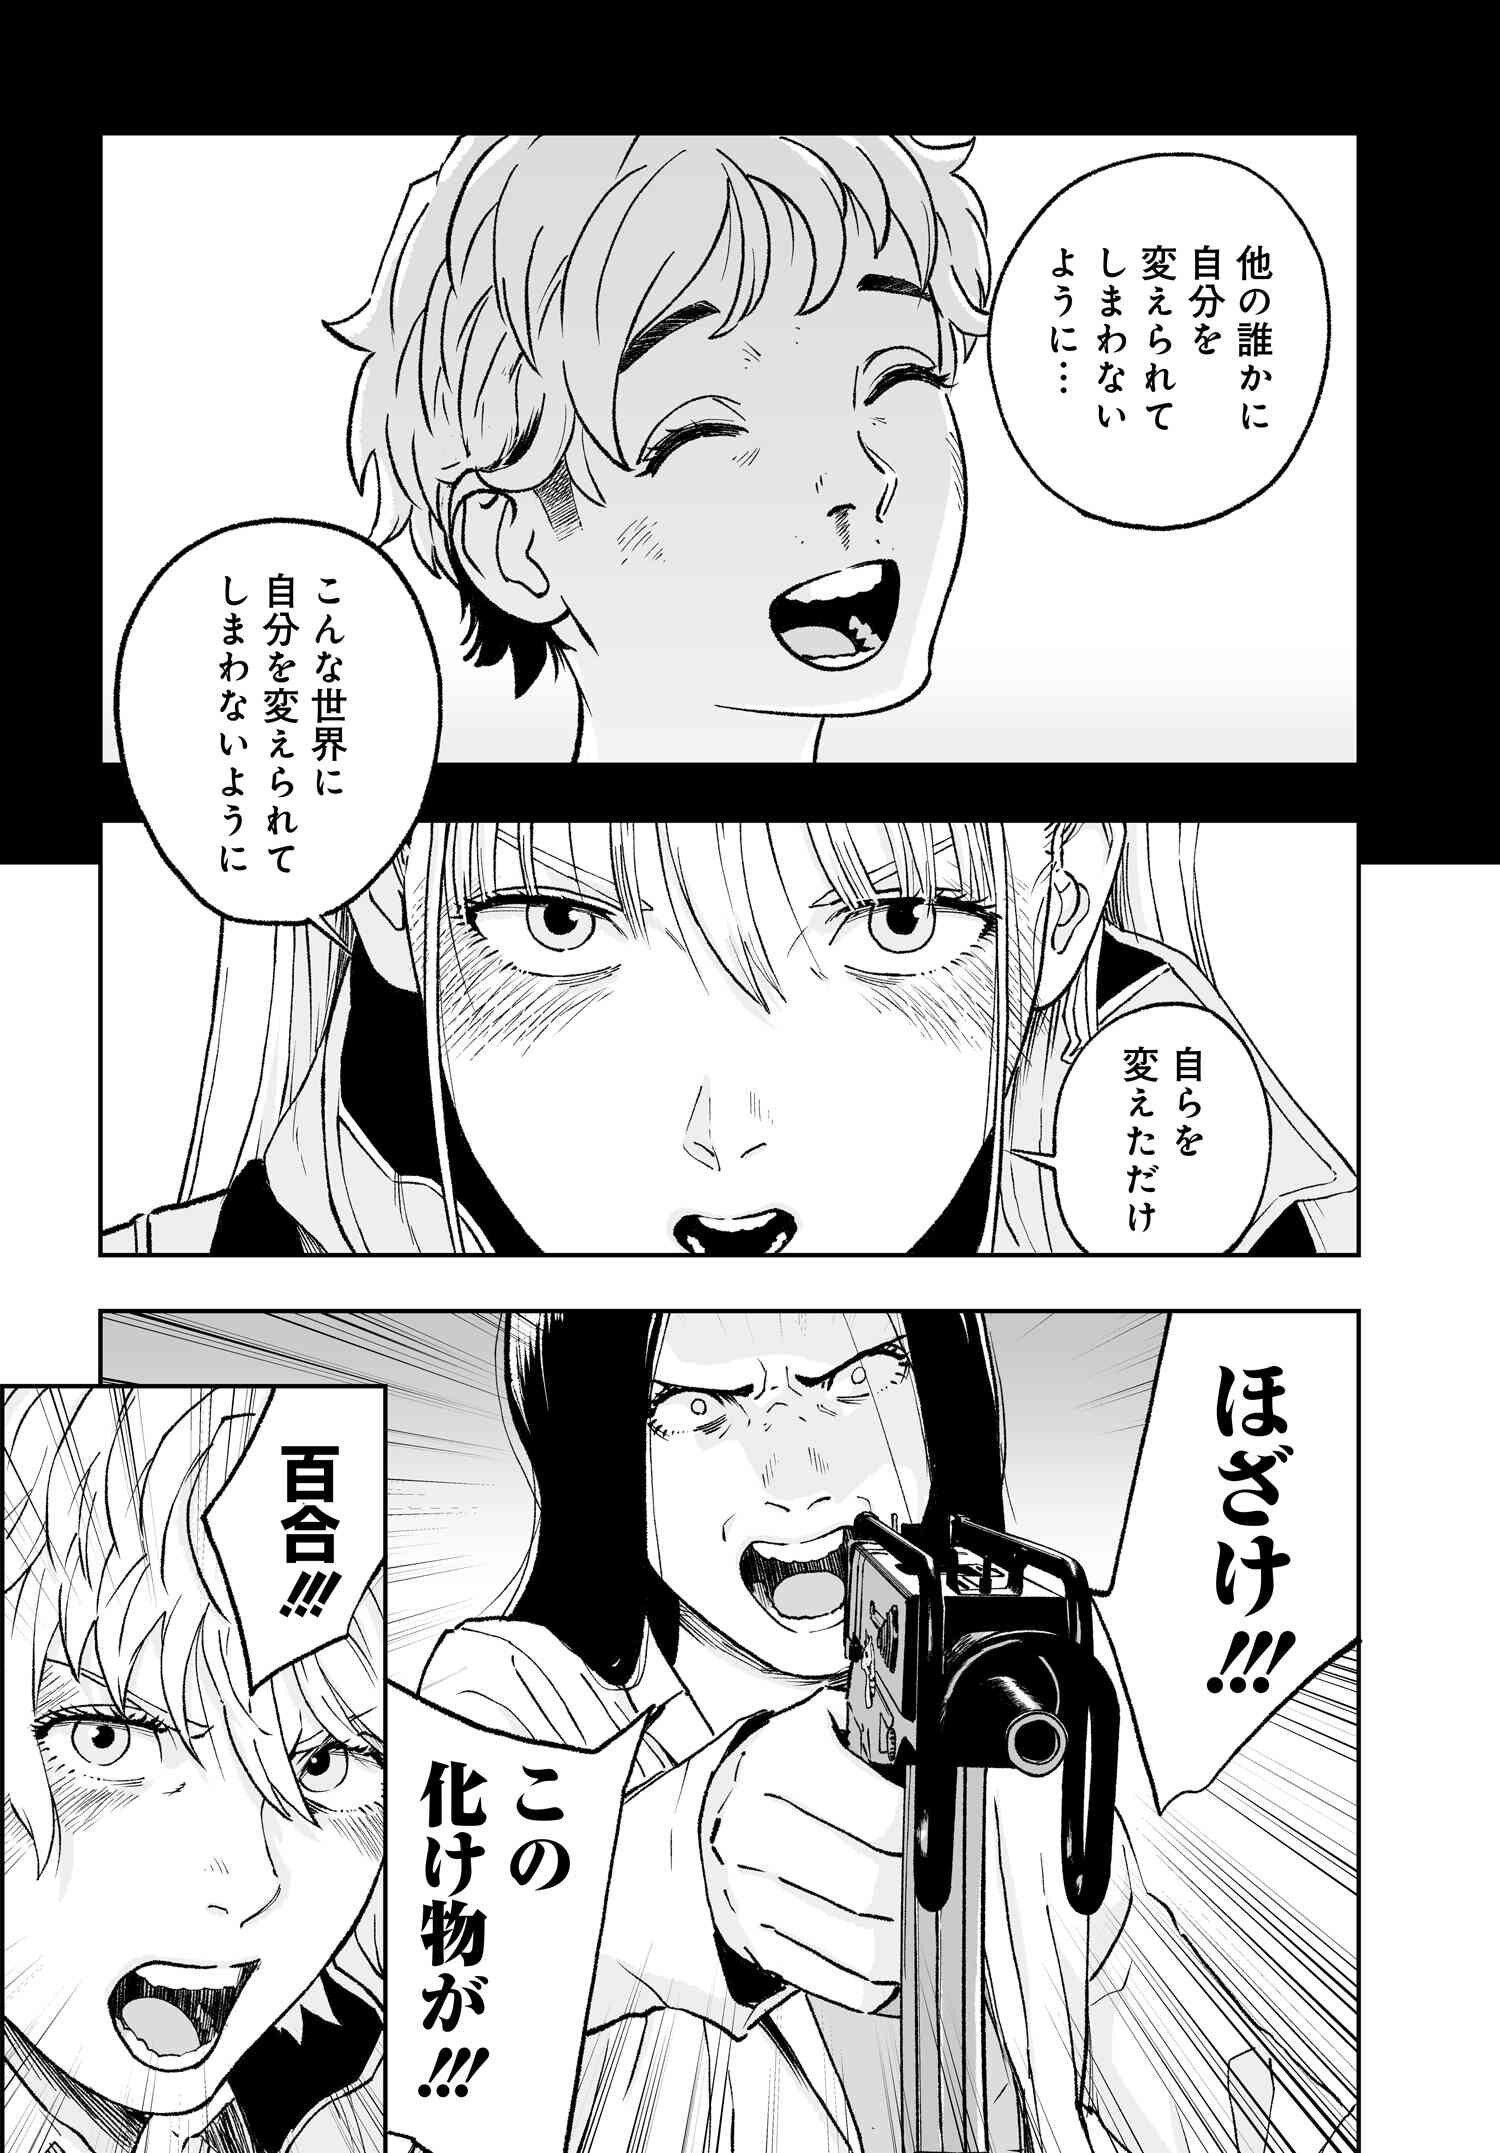 他の誰かに
自分を
変えられて
しまわない
ように…
こんな世界に
自分を変えられて
しまわないように
自らを
変えただけ
ほざけ!!!
この
化け物が!!!
百合!!!